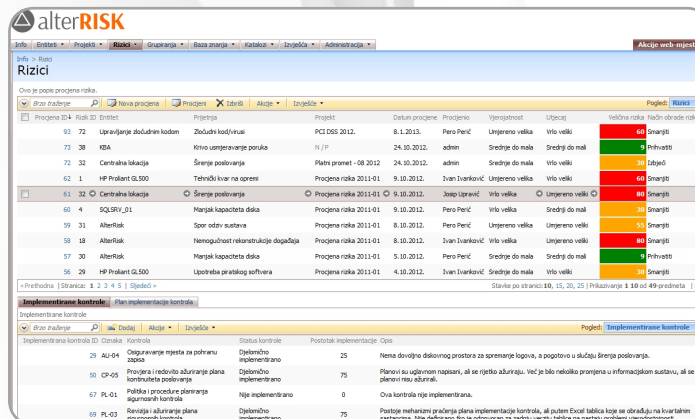 alterRISK
Info Entiteti Projekti Rizici Grupiranja Baza znanja Katalozi Izvješća Administracija Akcije web-mjest
Info > Rizici
Rizici
Ovo je popis procjena rizika.
Brzo traženje Nova procjena Procijeni Izbriši Akcije Izvješće Pogled: Rizici
Procjena ID Rizik ID Entitet Prijetnja Projekt Datum procjene Procijenio Vjerojatnost Utjecaj Veličina rizika Način obrade rizik
93 72 Upravljanje zloćudnim kodom Zloćudni kod/virusi PCI DSS 2012. 8.1.2013. Pero Perić Umjereno velika Vrlo veliki 60 Smanjiti
73 38 KBA Krivo usmjeravanje poruka N / P 24.10.2012. admin Srednje do mala Srednji do mali 9 Prihvatiti
72 32 Centralna lokacija Širenje poslovanja Platni promet - 08 2012 24.10.2012. admin Srednje do mala Vrlo veliki 30 Izbjeći
62 1 HP Proliant GL500 Tehnički kvar na opremi Procjena rizika 2011-01 9.10.2012. Ivan Ivanković Umjereno velika Vrlo veliki 60 Smanjiti
61 32 Centralna lokacija Širenje poslovanja Procjena rizika 2011-01 9.10.2012. Josip Upravić Vrlo velika Umjereno veliki 80 Smanjiti
60 4 SQLSRV_01 Manjak kapaciteta diska Procjena rizika 2011-01 9.10.2012. Pero Perić Vrlo velika Srednji do mali 30 Smanjiti
59 31 AlterRisk Spor odziv sustava Procjena rizika 2011-01 8.10.2012. Pero Perić Umjereno velika Umjereno veliki 55 Smanjiti
58 18 AlterRisk Nemogućnost rekonstrukcije događaja Procjena rizika 2011-01 8.10.2012. Ivan Ivanković Vrlo velika Umjereno veliki 80 Smanjiti
57 30 AlterRisk Manjak kapaciteta diska Procjena rizika 2011-01 5.10.2012. Pero Perić Srednje do mala Srednji do mali 9 Prihvatiti
56 29 HP Proliant GL500 Upotreba piratskog softvera Procjena rizika 2011-01 4.10.2012. Ivan Ivanković Srednje do mala Vrlo veliki 30 Smanjiti
« Prethodna | Stranica: 1 2 3 4 5 | Sljedeći » Stavke po stranici: 10, 15, 20, 25 | Prikazivanje 1 10 od 49-predmeta |
Implementirane kontrole Plan implementacije kontrola
Implementirane kontrole
Brzo traženje Dodaj Akcije Izvješće Pogled: Implementirane kontrole
Implementirana kontrola ID Oznaka Kontrola Status kontrole Postotak implementacije Opis
29 AU-04 Osiguravanje mjesta za pohranu zapisa Djelomično implementirano 25 Nema dovoljno diskovnog prostora za spremanje logova, a pogotovo u slučaju širenja poslovanja.
50 CP-05 Provjera i redovito ažuriranje plana kontinuiteta poslovanja Djelomično implementirano 75 Planovi su uglavnom napisani, ali se rijetko ažuriraju. Već je bilo nekoliko promjena u informacijskom sustavu, ali se planovi nisu ažurirali.
67 PL-01 Politika i procedure planiranja sigurnosnih kontrola Nije implementirano 0 Ova kontrola nije implementirana.
69 PL-03 Revizija i ažuriranje plana sigurnosnih kontrola Djelomično implementirano 75 Postoje mehanizmi praćenja plana implementacije kontrola, ali putem Excel tablica koje se obrađuju na kvartalnim